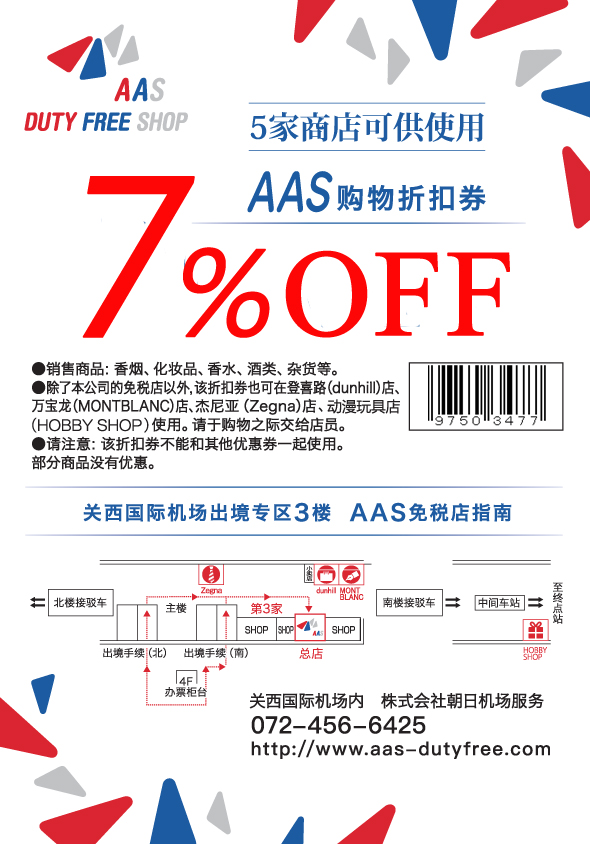 AAS
DUTY FREE SHOP
5家商店可供使用
AAS购物折扣券
7%OFF
●销售商品：香烟、化妆品、香水、酒类、杂货等。
●除了本公司的免税店以外,该折扣券也可在登喜路(dunhill)店、
万宝龙(MONTBLANC)店、杰尼亚（Zegna)店、动漫玩具店
(HOBBY SHOP)使用。请于购物之际交给店员。
●请注意：该折扣券不能和其他优惠券一起使用。
部分商品没有优惠。
9750 3477
关西国际机场出境专区3楼 AAS免税店指南
Zegna
dunhill
MONT
BLANC
北楼接驳车
主楼
第3家
南楼接驳车
中间车站
至终点站
SHOP
SHOP
AAS
SHOP
HOBBY
SHOP
出境手续（北）
出境手续（南）
总店
4F
办票柜台
关西国际机场内 株式会社朝日机场服务
072-456-6425
http://www.aas-dutyfree.com